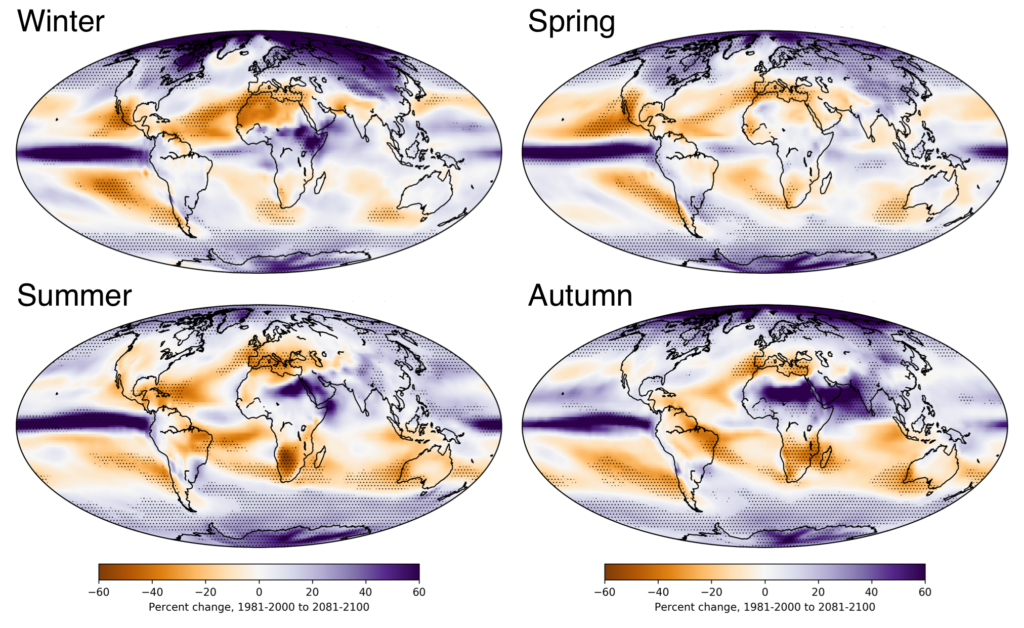 Winter
Spring
Summer
Autumn
−60 −40 −20 0 20 40 60
Percent change, 1981-2000 to 2081-2100
−60 −40 −20 0 20 40 60
Percent change, 1981-2000 to 2081-2100